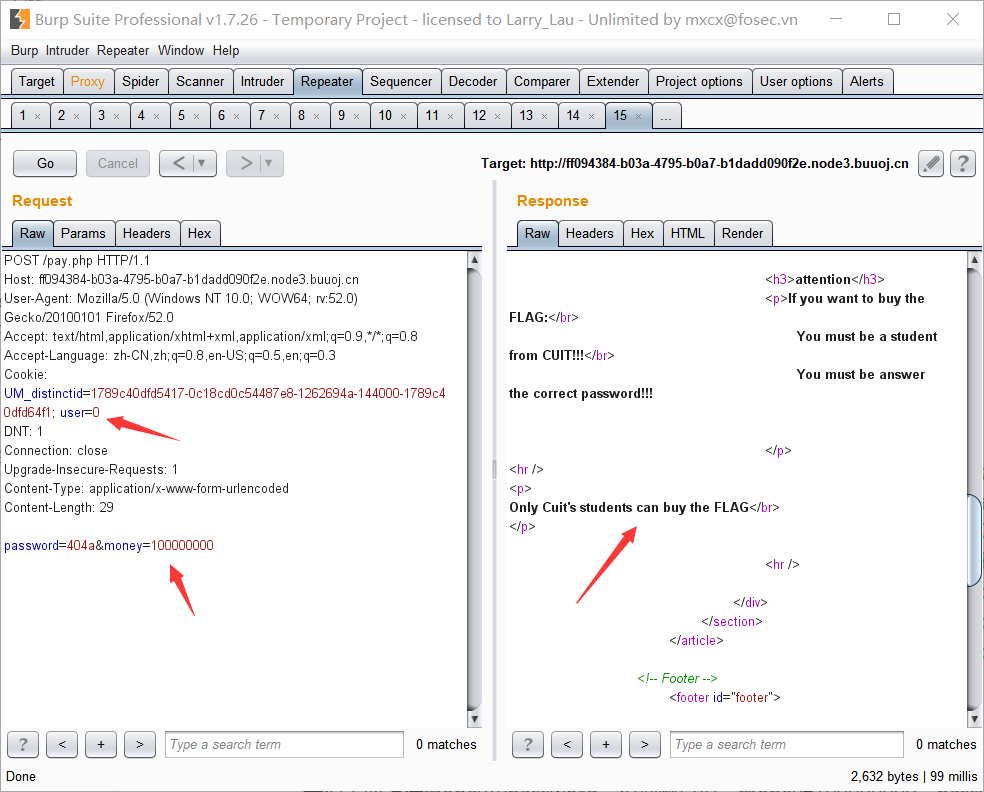 Burp Suite Professional v1.7.26 - Temporary Project - licensed to Larry_Lau - Unlimited by mxcx@fosec.vn
Burp Intruder Repeater Window Help
Target Proxy Spider Scanner Intruder Repeater Sequencer Decoder Comparer Extender Project options User options Alerts
1 × 2 × 3 × 4 × 5 × 6 × 7 × 8 × 9 × 10 × 11 × 12 × 13 × 14 × 15 × ...
Go Cancel < ▼ > ▼ Target: http://ff094384-b03a-4795-b0a7-b1dadd090f2e.node3.buuoj.cn ?
Request
Raw Params Headers Hex
POST /pay.php HTTP/1.1
Host: ff094384-b03a-4795-b0a7-b1dadd090f2e.node3.buuoj.cn
User-Agent: Mozilla/5.0 (Windows NT 10.0; WOW64; rv:52.0)
Gecko/20100101 Firefox/52.0
Accept: text/html,application/xhtml+xml,application/xml;q=0.9,*/*;q=0.8
Accept-Language: zh-CN,zh;q=0.8,en-US;q=0.5,en;q=0.3
Cookie:
UM_distinctid=1789c40dfd5417-0c18cd0c54487e8-1262694a-144000-1789c4
0dfd64f1; user=0
DNT: 1
Connection: close
Upgrade-Insecure-Requests: 1
Content-Type: application/x-www-form-urlencoded
Content-Length: 29
password=404a&money=100000000
? < + > Type a search term 0 matches
Response
Raw Headers Hex HTML Render
<h3>attention</h3>
<p>If you want to buy the
FLAG:</br>
You must be a student
from CUIT!!!</br>
You must be answer
the correct password!!!
</p>
<hr />
<p>
Only Cuit's students can buy the FLAG</br>
</p>
<hr />
</div>
</section>
</article>
<!-- Footer -->
<footer id="footer">
? < + > Type a search term 0 matches
Done 2,632 bytes | 99 millis